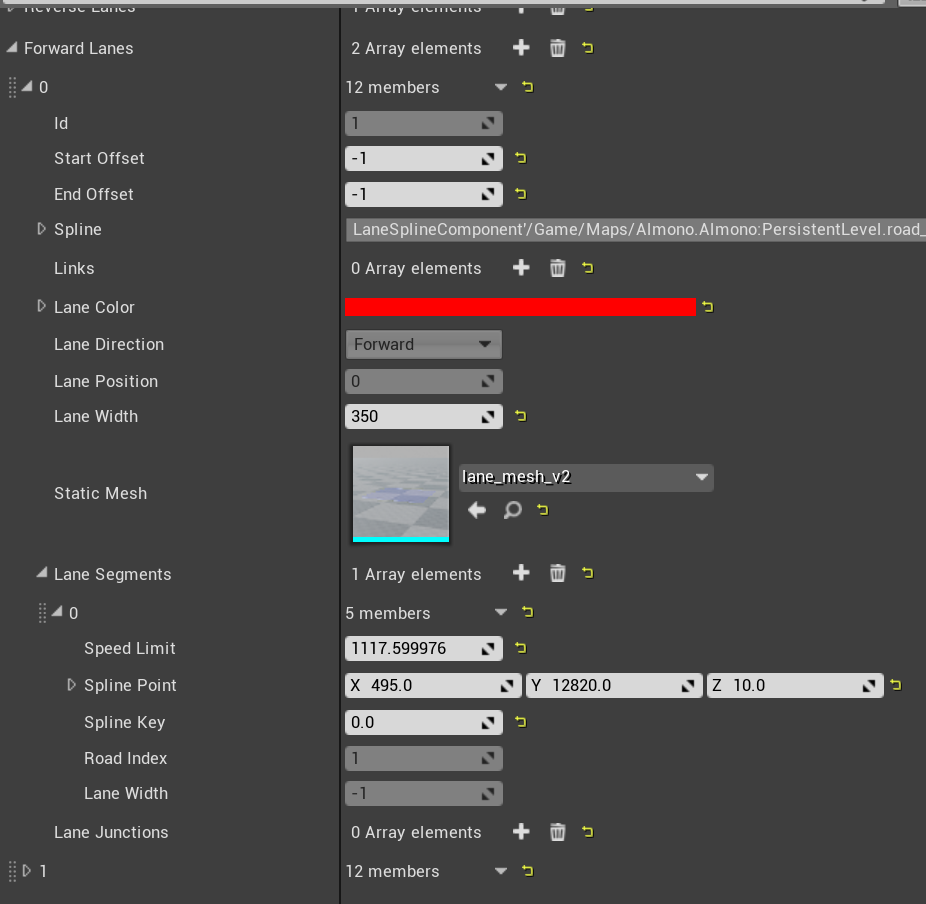 Reverse Lanes 1 Array elements
Forward Lanes 2 Array elements
0 12 members
Id 1
Start Offset -1
End Offset -1
Spline LaneSplineComponent'/Game/Maps/Almono.Almono:PersistentLevel.road_
Links 0 Array elements
Lane Color
Lane Direction Forward
Lane Position 0
Lane Width 350
Static Mesh lane_mesh_v2
Lane Segments 1 Array elements
0 5 members
Speed Limit 1117.599976
Spline Point X 495.0 Y 12820.0 Z 10.0
Spline Key 0.0
Road Index 1
Lane Width -1
Lane Junctions 0 Array elements
1 12 members